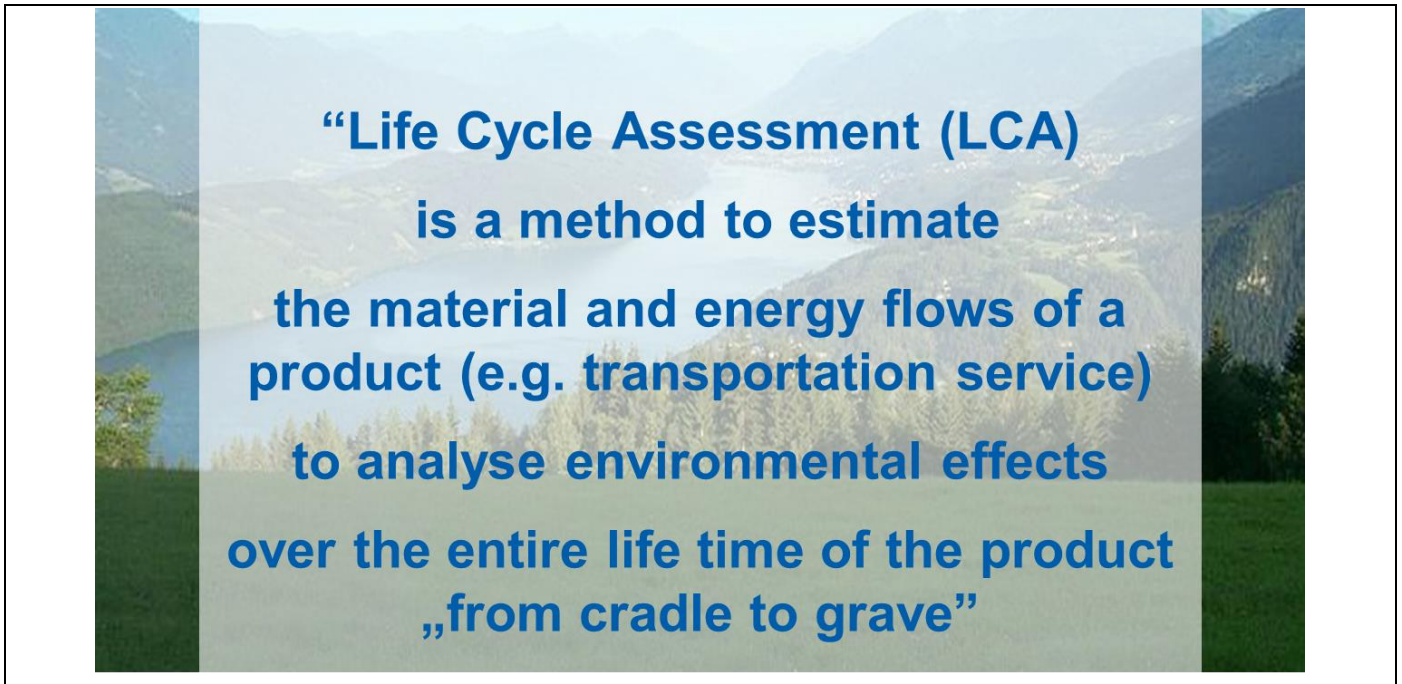 “Life Cycle Assessment (LCA)
is a method to estimate
the material and energy flows of a
product (e.g. transportation service)
to analyse environmental effects
over the entire life time of the product
„from cradle to grave”